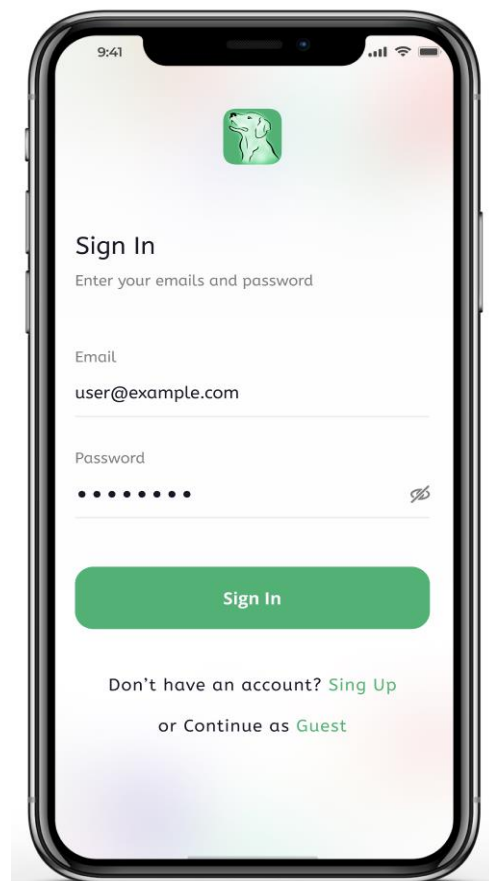 9:41
Sign In
Enter your emails and password
Email
user@example.com
Password
••••••••
Sign In
Don't have an account? Sing Up
or Continue as Guest